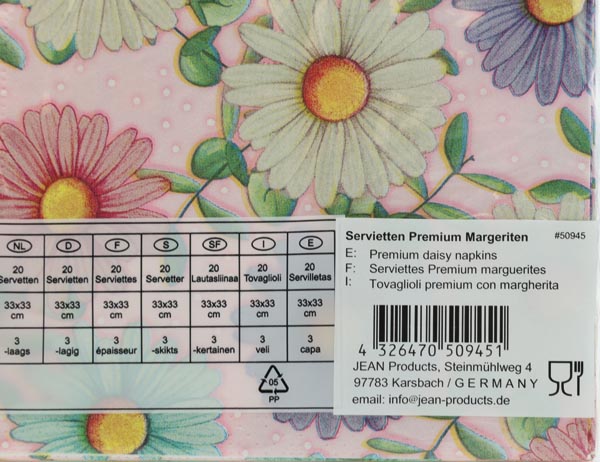 NL D F S SF I E
20 20 20 20 20 20 20
Servetten Servietten Serviettes Servetter Lautasliinaa Tovaglioli Servilletas
33x33 33x33 33x33 33x33 33x33 33x33 33x33
cm cm cm cm cm cm cm
3 3 3 3 3 3 3
-laags -lagig épaisseur -skikts -kertainen veli capa
05
PP
Servietten Premium Margeriten #50945
E: Premium daisy napkins
F: Serviettes Premium marguerites
I: Tovaglioli premium con margherita
4 326470 509451
JEAN Products, Steinmühlweg 4
97783 Karsbach / GERMANY
email: info@jean-products.de